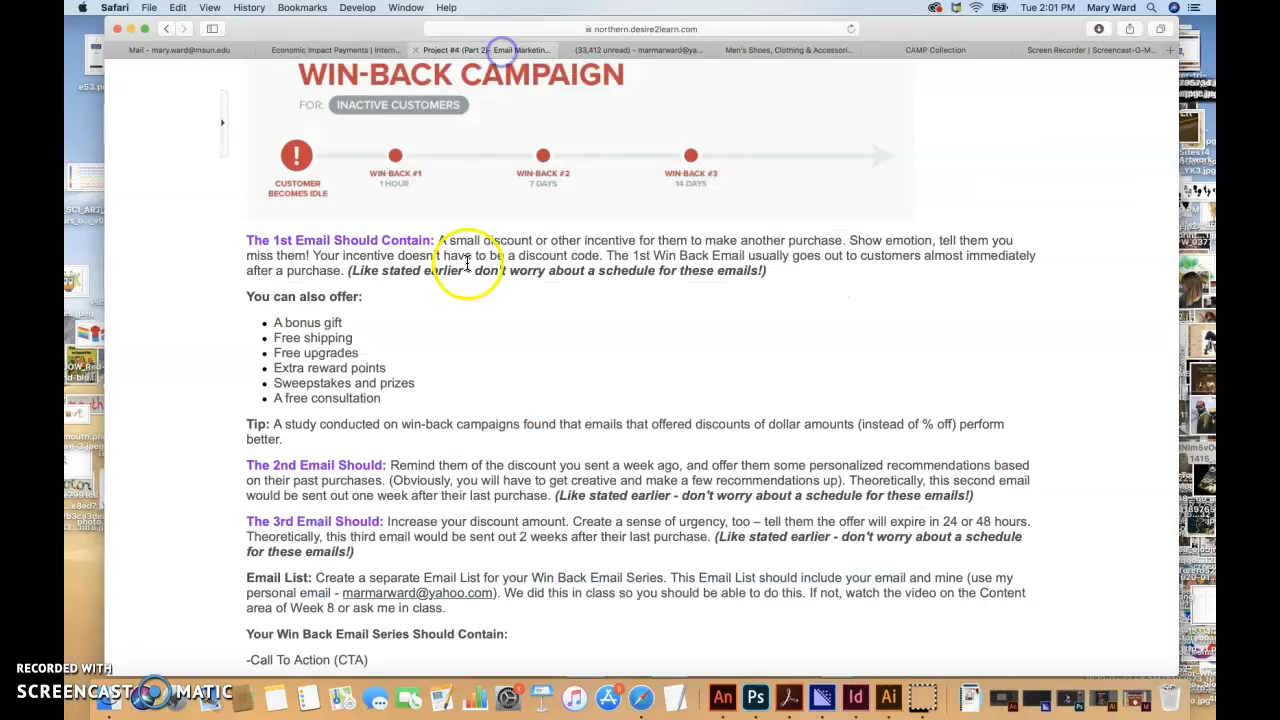 Safari File Edit View History Bookmarks Develop Window Help Tue 2:01 PM Mary Ward
northern.desire2learn.com
Mail - mary.ward@msun.edu Economic Impact Payments | Intern... Project #4 (Part 2) - Email Marketin... (33,412 unread) - marmarward@ya... Men's Shoes, Clothing & Accessori... CAMP Collection Screen Recorder | Screencast-O-M...
WIN-BACK CAMPAIGN
FOR: INACTIVE CUSTOMERS
!
CUSTOMER BECOMES IDLE
WIN-BACK #1 1 HOUR
WIN-BACK #2 7 DAYS
WIN-BACK #3 14 DAYS
The 1st Email Should Contain: A small discount or other incentive for them to make another purchase. Show emotion, tell them you
miss them! Your incentive doesn't have to be a discount code. The 1st Win Back Email usually goes out to customers almost immediately
after a purchase. (Like stated earlier - don't worry about a schedule for these emails!)
You can also offer:
• A bonus gift
• Free shipping
• Free upgrades
• Extra reward points
• Sweepstakes and prizes
• A free consultation
Tip: A study conducted on win-back campaigns found that emails that offered discounts of dollar amounts (instead of % off) perform
better.
The 2nd Email Should: Remind them of the discount you sent a week ago, and offer them some personalized recommendations based
on their past purchases. (Obviously, you will have to get creative and make a few recommendations up). Theoretically, this second email
would be sent out one week after their last purchase. (Like stated earlier - don't worry about a schedule for these emails!)
The 3rd Email Should: Increase your discount amount. Create a sense of urgency, too – tell them the offer will expire in 24 or 48 hours.
Theoretically, this third email would be sent out 2 weeks after their last purchase. (Like stated earlier - don't worry about a schedule
for these emails!)
Email List: Create a separate Email List for your Win Back Email Series. This Email List should include your email and mine (use my
personal email - marmarward@yahoo.com). We did this in class so you should be able to do this. If not, watch the video on the Content
area of Week 8 or ask me in class.
Your Win Back Email Series Should Contain:
-Call To Action (CTA)
RECORDED WITH
SCREENCAST MATIC
An Ps Id Ai
e53.p